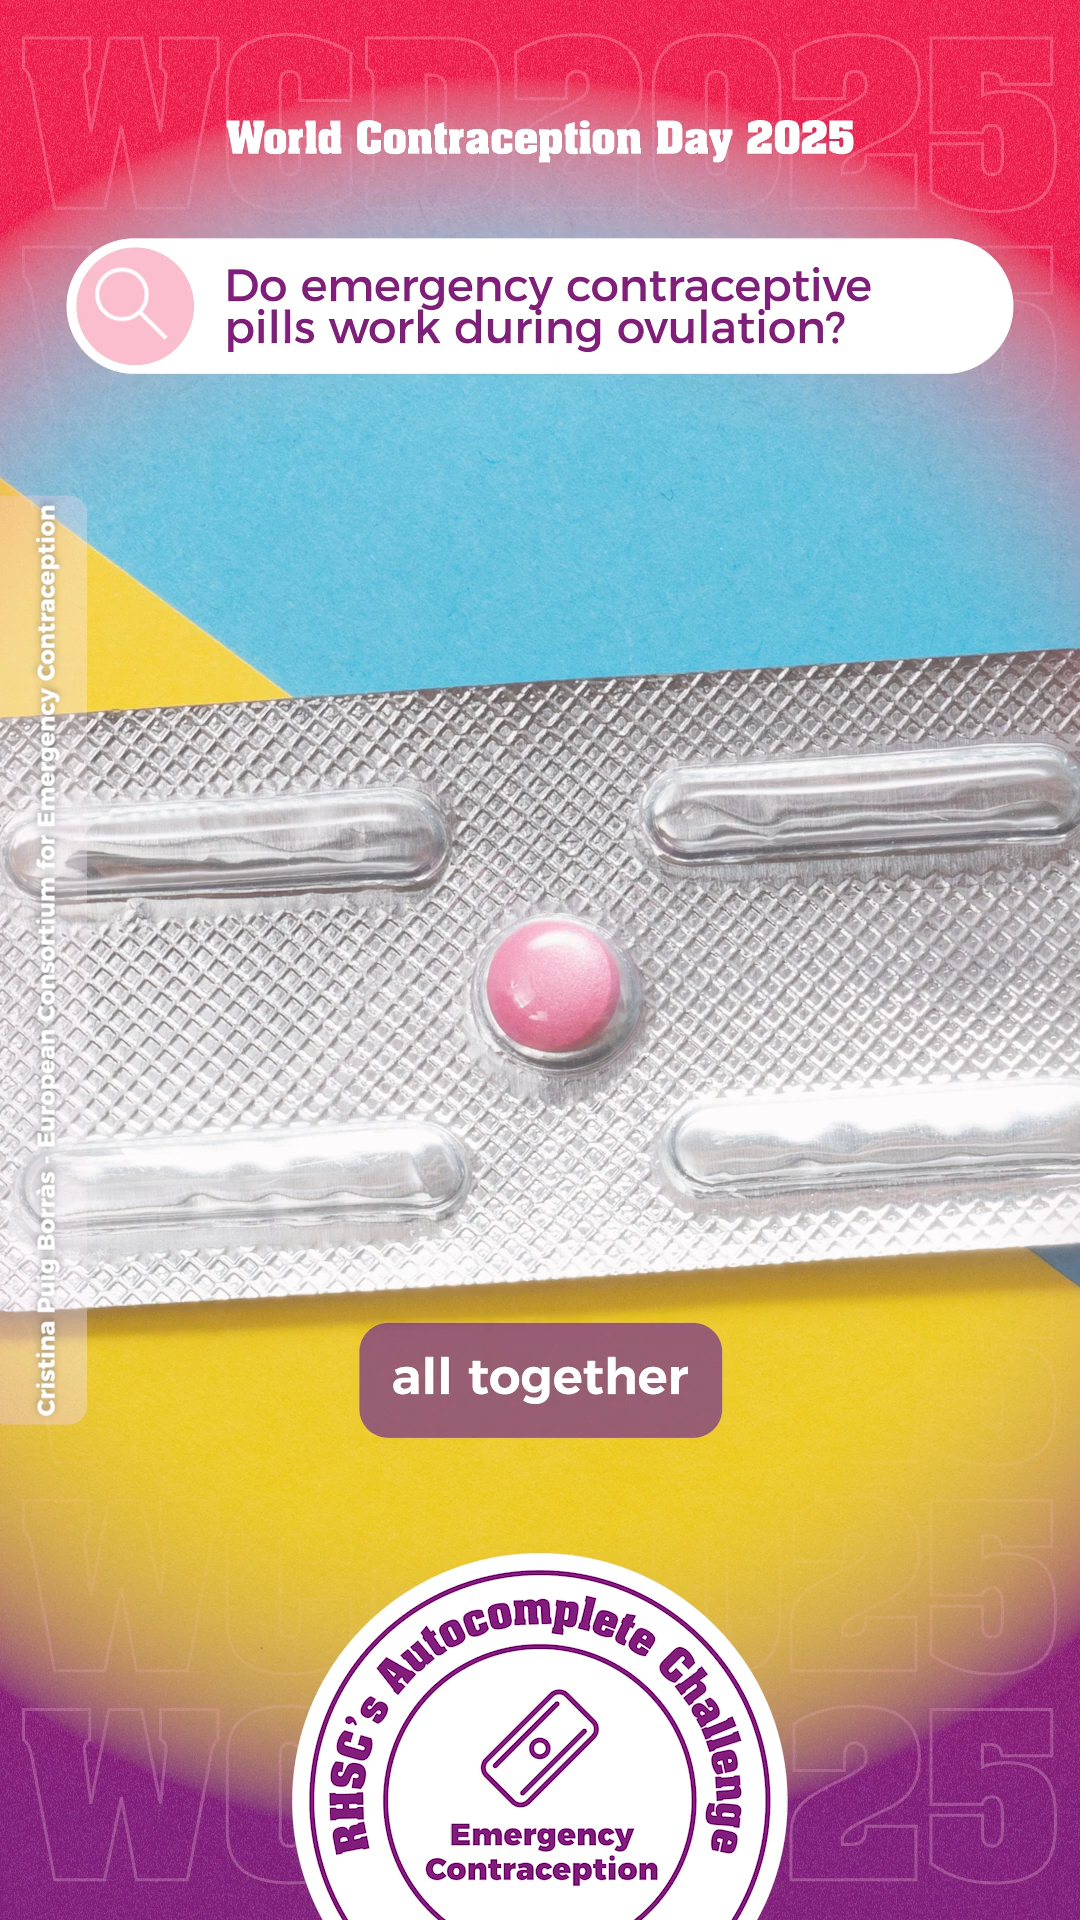 WCD2025
World Contraception Day 2025
Do emergency contraceptive
pills work during ovulation?
Cristina Puig Borràs - European Consortium for Emergency Contraception
all together
RHSC's Autocomplete Challenge
Emergency
Contraception